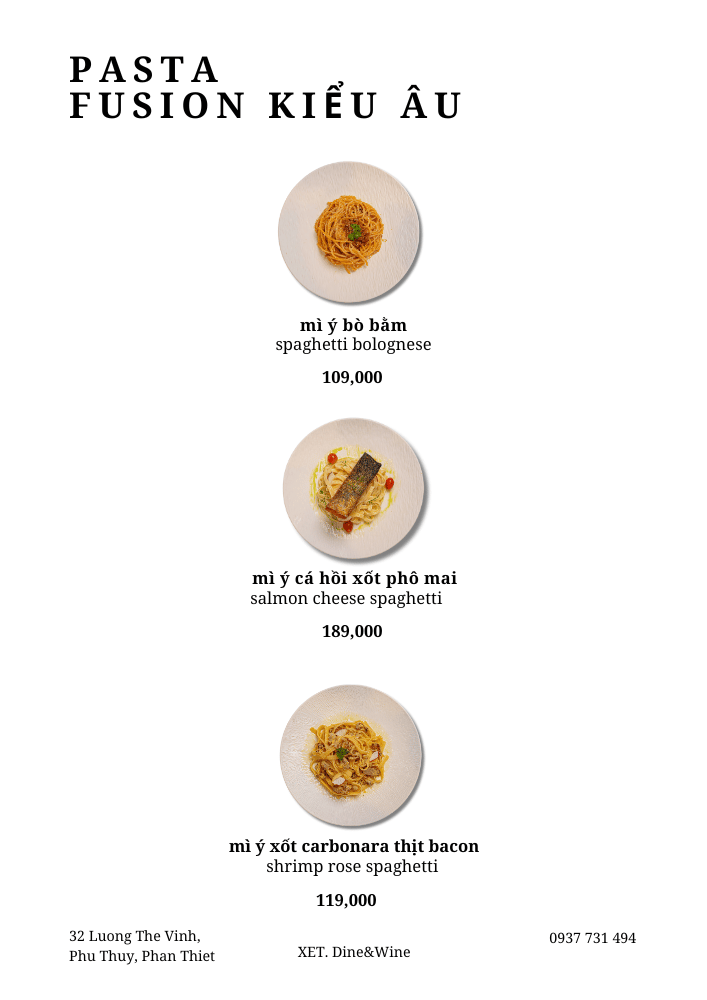 PASTA
FUSION KIỂU ÂU
mì ý bò bằm
spaghetti bolognese
109,000
mì ý cá hồi xốt phô mai
salmon cheese spaghetti
189,000
mì ý xốt carbonara thịt bacon
shrimp rose spaghetti
119,000
32 Luong The Vinh,
Phu Thuy, Phan Thiet
XET. Dine&Wine
0937 731 494